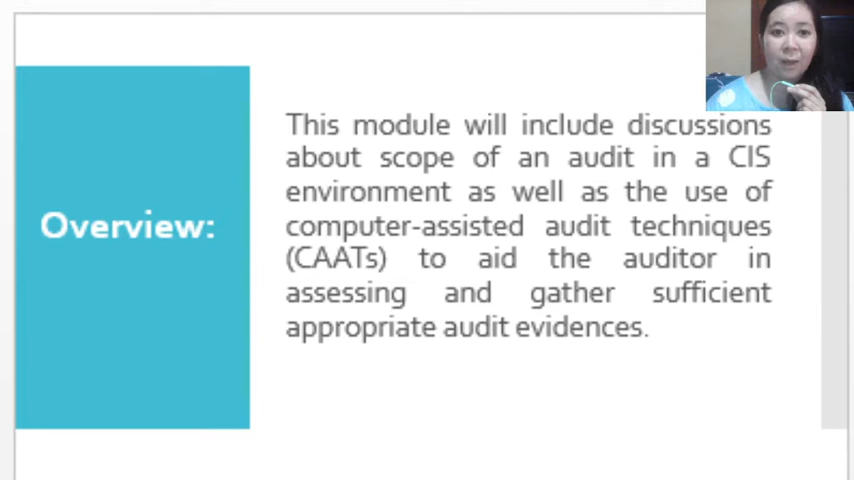 Overview:
This module will include discussions
about scope of an audit in a CIS
environment as well as the use of
computer-assisted audit techniques
(CAATs) to aid the auditor in
assessing and gather sufficient
appropriate audit evidences.